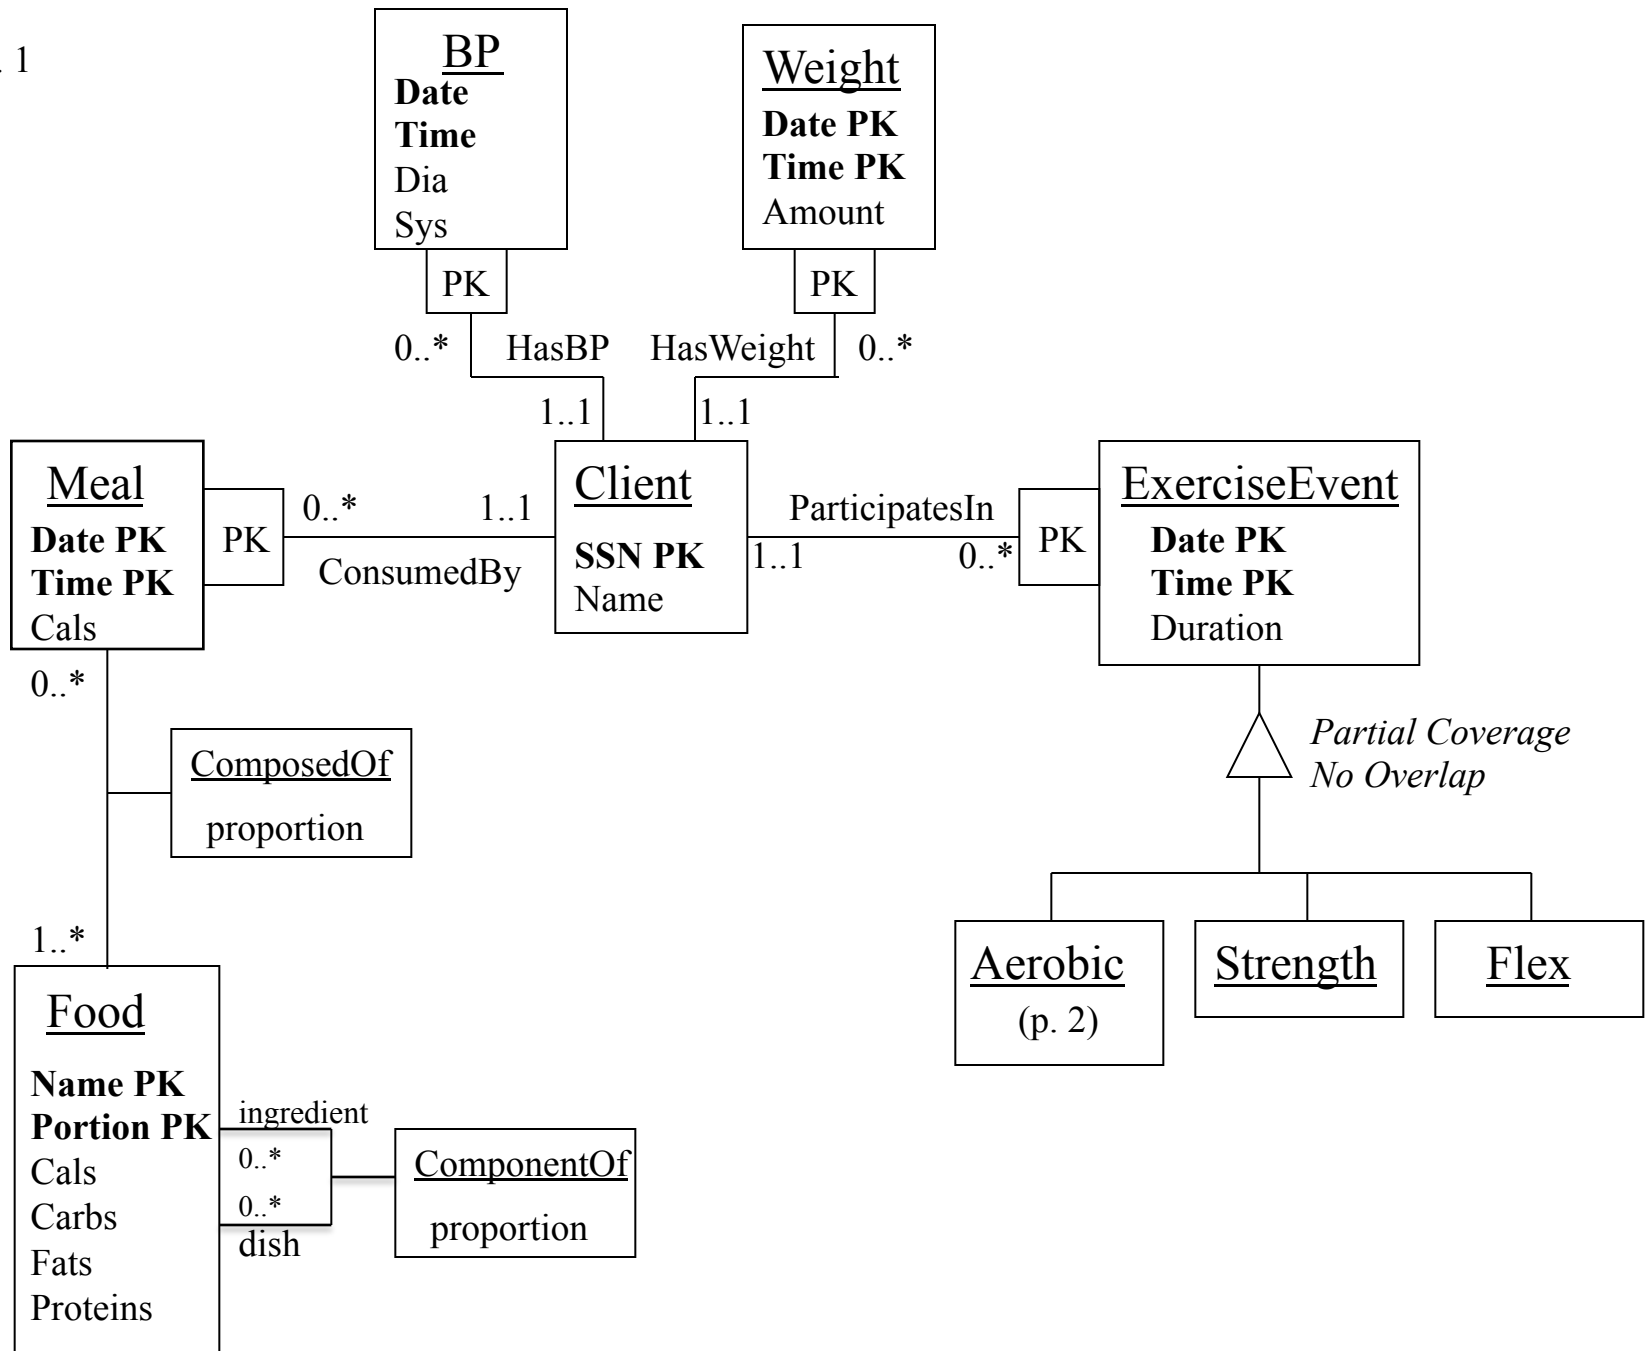 . 1
BP
Date
Time
Dia
Sys
PK
Weight
Date PK
Time PK
Amount
PK
0..*
HasBP
HasWeight
0..*
1..1
1..1
Meal
Date PK
Time PK
Cals
PK
0..*
1..1
ConsumedBy
Client
SSN PK
Name
ParticipatesIn
1..1
0..*
PK
ExerciseEvent
Date PK
Time PK
Duration
0..*
ComposedOf
proportion
Partial Coverage
No Overlap
1..*
Aerobic
(p. 2)
Strength
Flex
Food
Name PK
Portion PK
Cals
Carbs
Fats
Proteins
ingredient
0..*
0..*
dish
ComponentOf
proportion